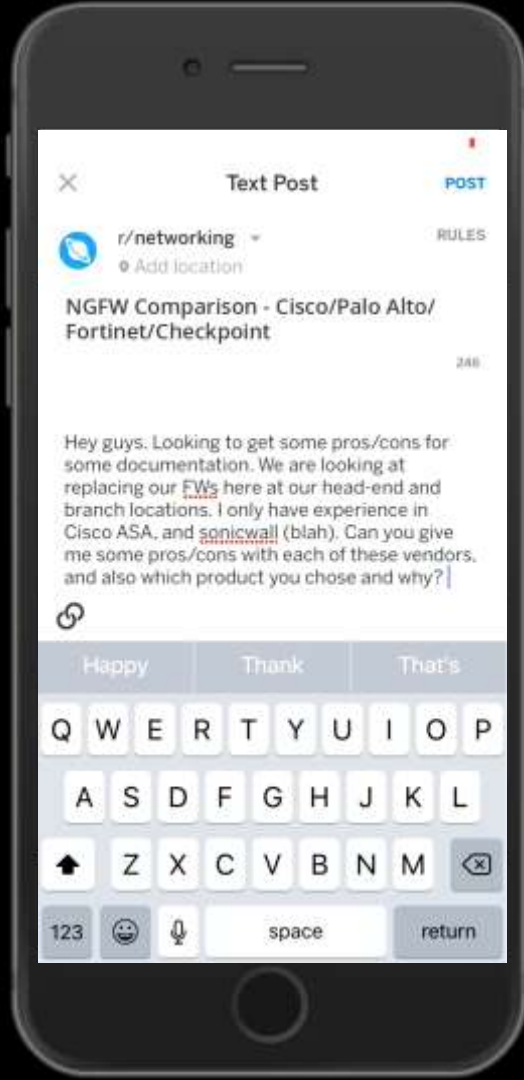 Text Post
POST
r/networking
RULES
Add location
NGFW Comparison - Cisco/Palo Alto/
Fortinet/Checkpoint
246
Hey guys. Looking to get some pros/cons for
some documentation. We are looking at
replacing our FWs here at our head-end and
branch locations. I only have experience in
Cisco ASA, and sonicwall (blah). Can you give
me some pros/cons with each of these vendors,
and also which product you chose and why?
Happy Thank That's
Q W E R T Y U I O P
A S D F G H J K L
Z X C V B N M
123 space return